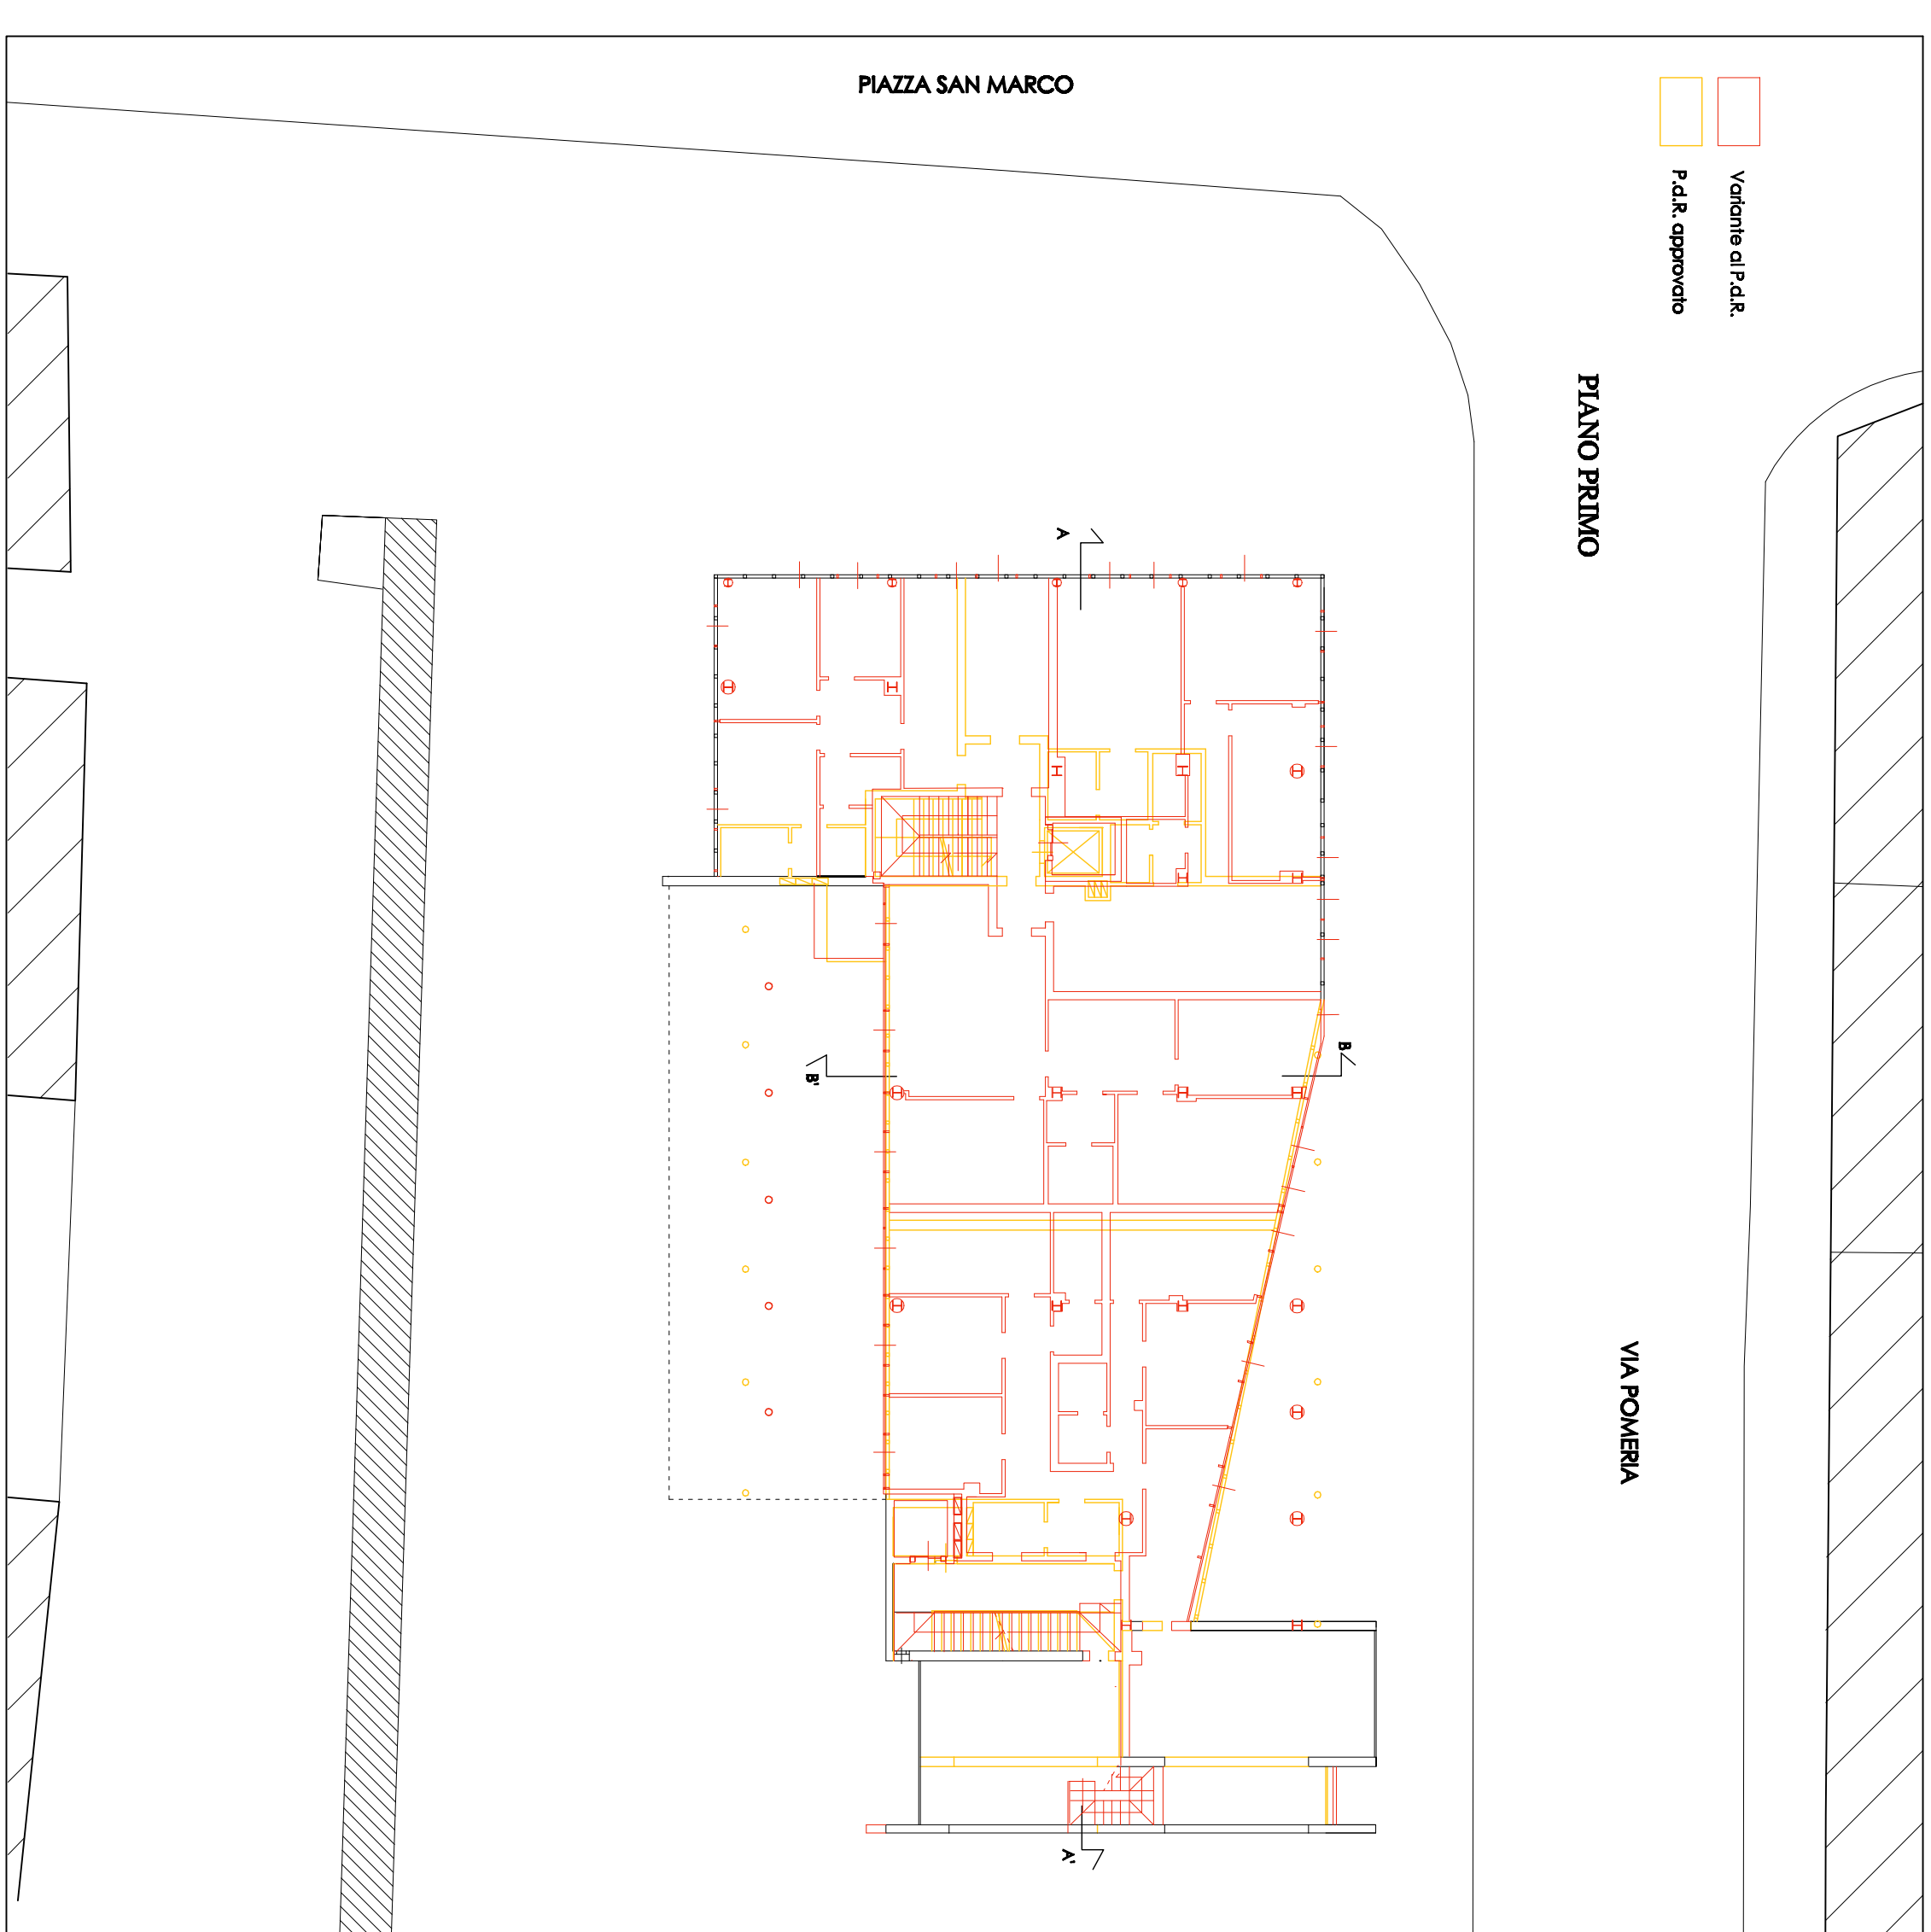 PIAZZA SAN MARCO
Variante al P.d.R.
P.d.R. approvato
PIANO PRIMO
A
B
B'
VIA POMERIA
A'